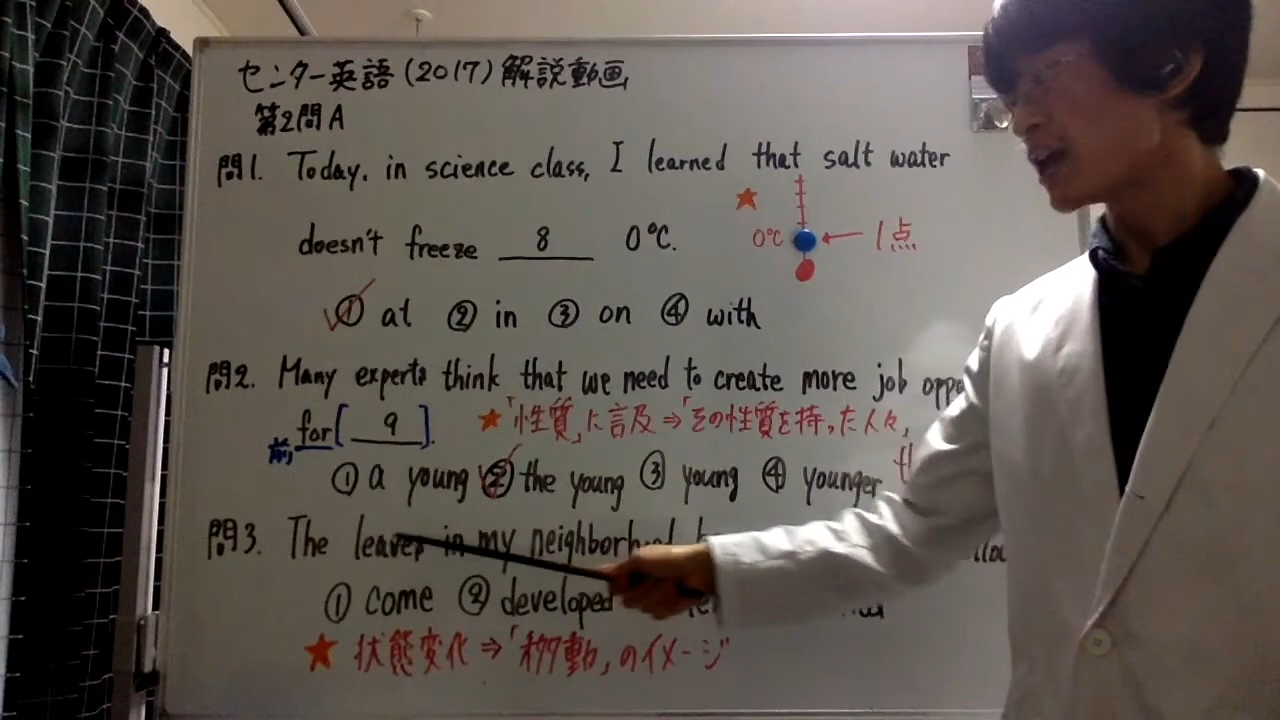 センター英語(2017)解説動画
第2問A
問1. Today, in science class, I learned that salt water
doesn't freeze 8 0℃.
★ 0℃ ← 1点
① at ② in ③ on ④ with
問2. Many experts think that we need to create more job
前 for [ 9 ]. ★「性質」に言及⇒「その性質を持った人々」
① a young ② the young ③ young ④ younger
問3. The leaves in my
① come ② developed
★ 状態変化⇒「移動」のイメージ